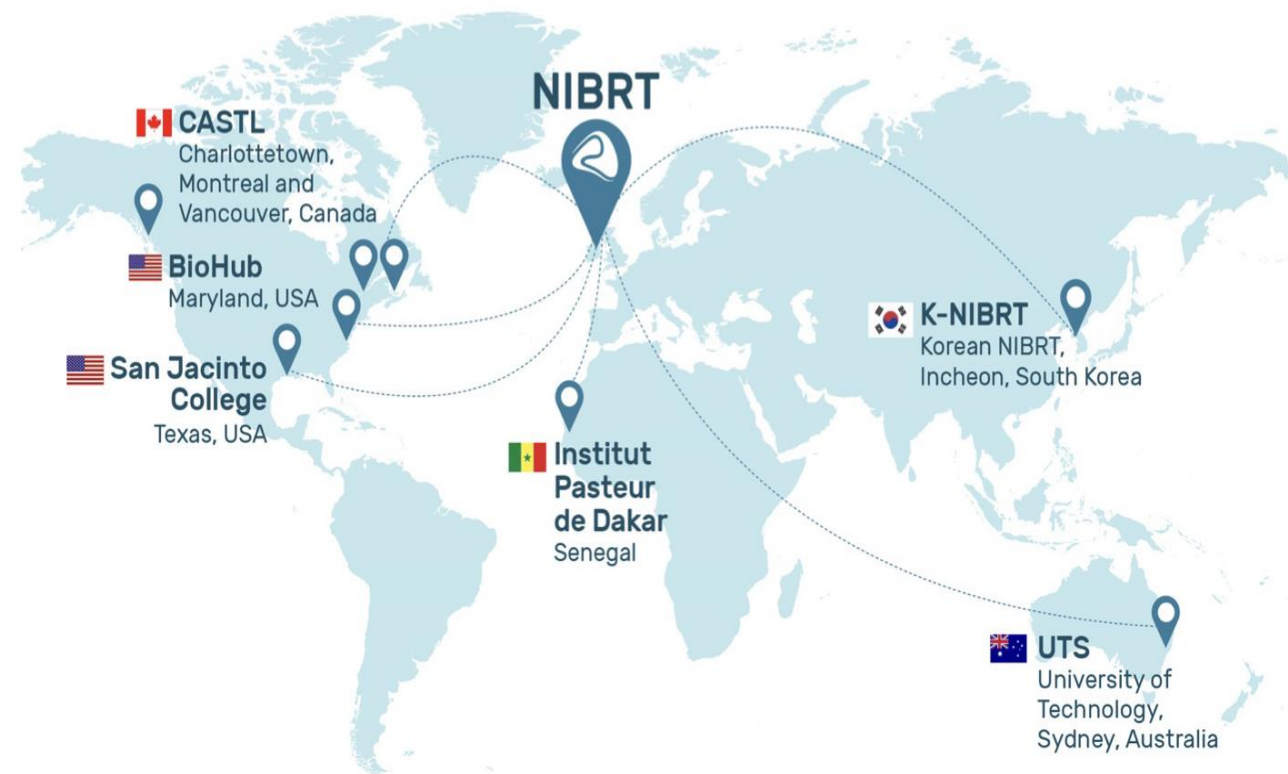 NIBRT
CASTL
Charlottetown,
Montreal and
Vancouver, Canada
BioHub
Maryland, USA
San Jacinto
College
Texas, USA
Institut
Pasteur
de Dakar
Senegal
K-NIBRT
Korean NIBRT,
Incheon, South Korea
UTS
University of
Technology,
Sydney, Australia